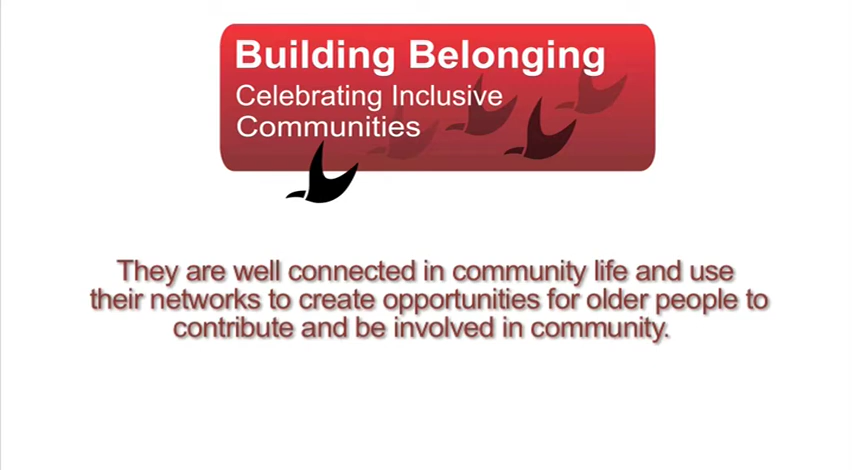 Building Belonging
Celebrating Inclusive
Communities
They are well connected in community life and use
their networks to create opportunities for older people to
contribute and be involved in community.